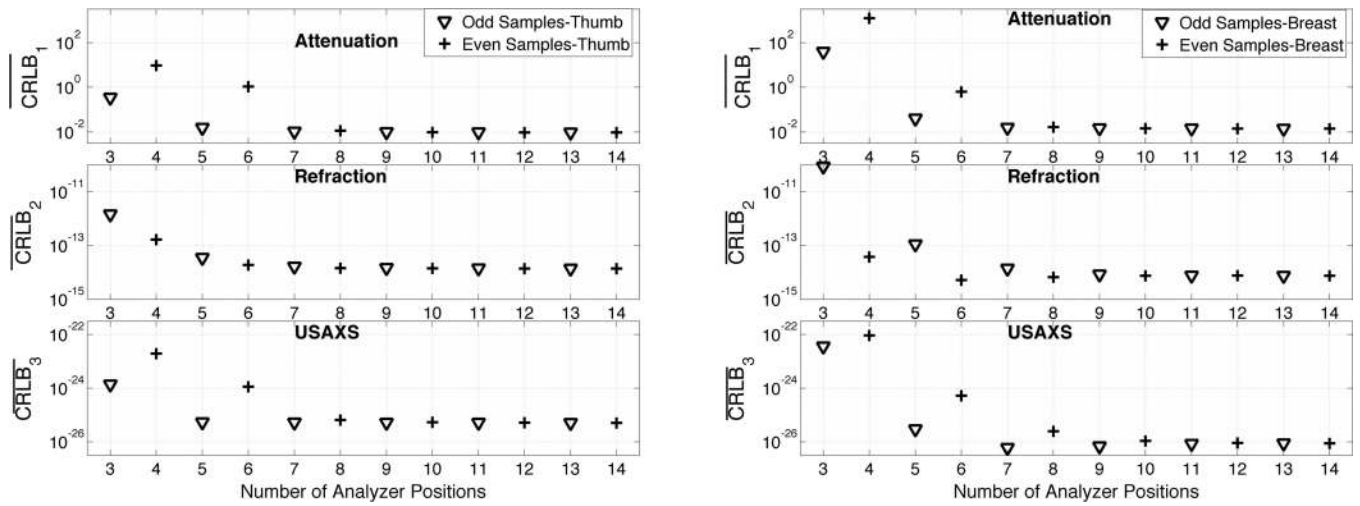 Attenuation
Odd Samples-Thumb
Even Samples-Thumb
CRLB1
10^2
10^0
10^-2
3 4 5 6 7 8 9 10 11 12 13 14
Refraction
CRLB2
10^-11
10^-13
10^-15
3 4 5 6 7 8 9 10 11 12 13 14
USAXS
CRLB3
10^-22
10^-24
10^-26
3 4 5 6 7 8 9 10 11 12 13 14
Number of Analyzer Positions
Attenuation
Odd Samples-Breast
Even Samples-Breast
CRLB1
10^2
10^0
10^-2
3 4 5 6 7 8 9 10 11 12 13 14
Refraction
CRLB2
10^-11
10^-13
10^-15
3 4 5 6 7 8 9 10 11 12 13 14
USAXS
CRLB3
10^-22
10^-24
10^-26
3 4 5 6 7 8 9 10 11 12 13 14
Number of Analyzer Positions